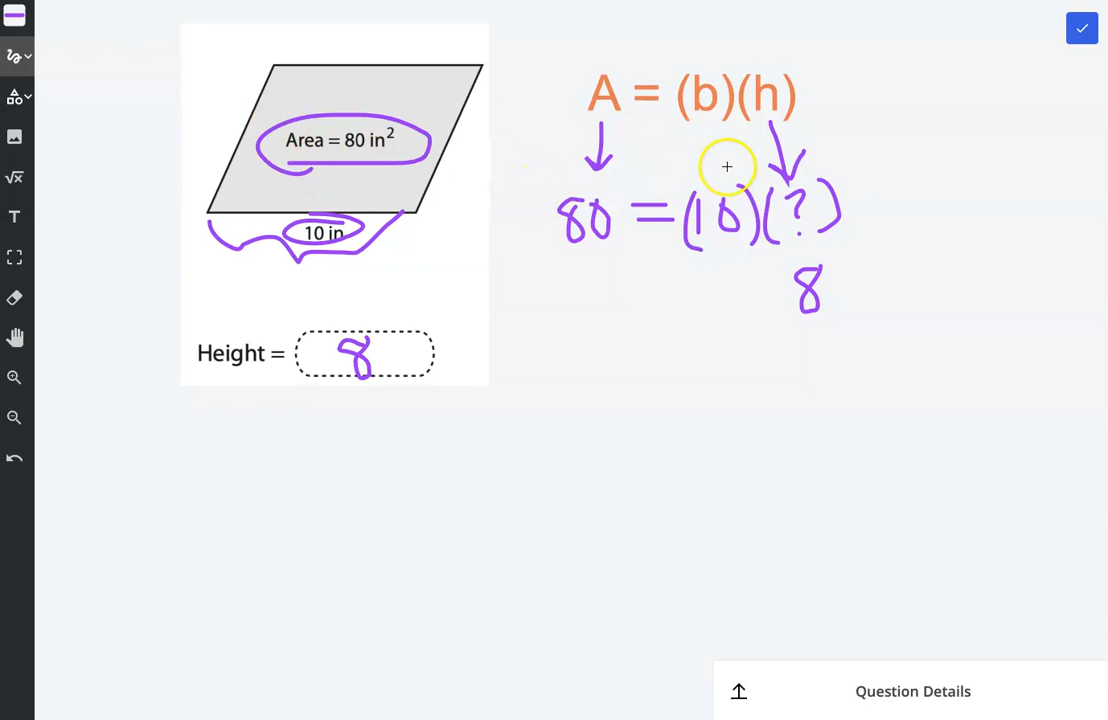 Area = 80 in²
10 in
Height = 8
A = (b)(h)
80 = (10)(?)
8
Question Details